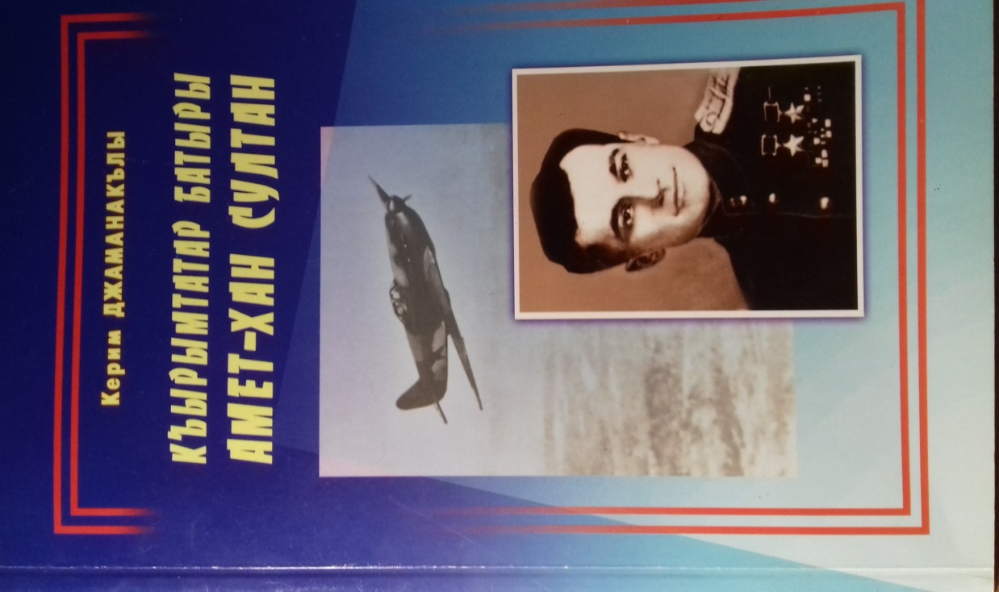 Керим ДЖАМАНАКЪЛЫ
КЪЫРЫМТАТАР БАТЫРЫ
АМЕТ-ХАН СУЛТАН